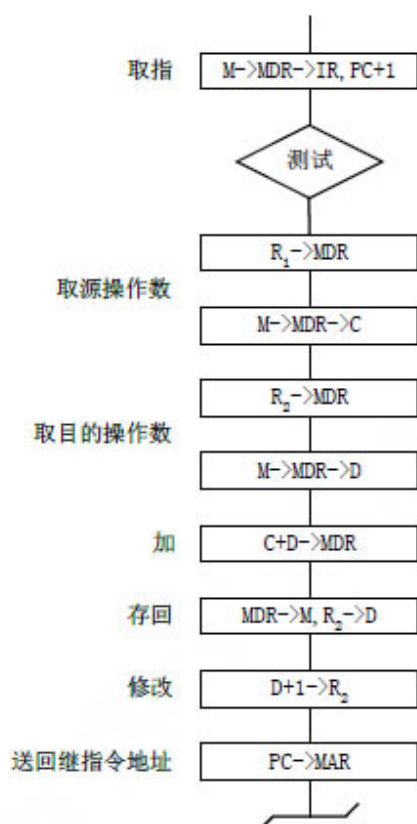 取指 M->MDR->IR, PC+1
测试
R₁->MDR
取源操作数
M->MDR->C
R₂->MDR
取目的操作数
M->MDR->D
加 C+D->MDR
存回 MDR->M, R₂->D
修改 D+1->R₂
送回继指令地址 PC->MAR